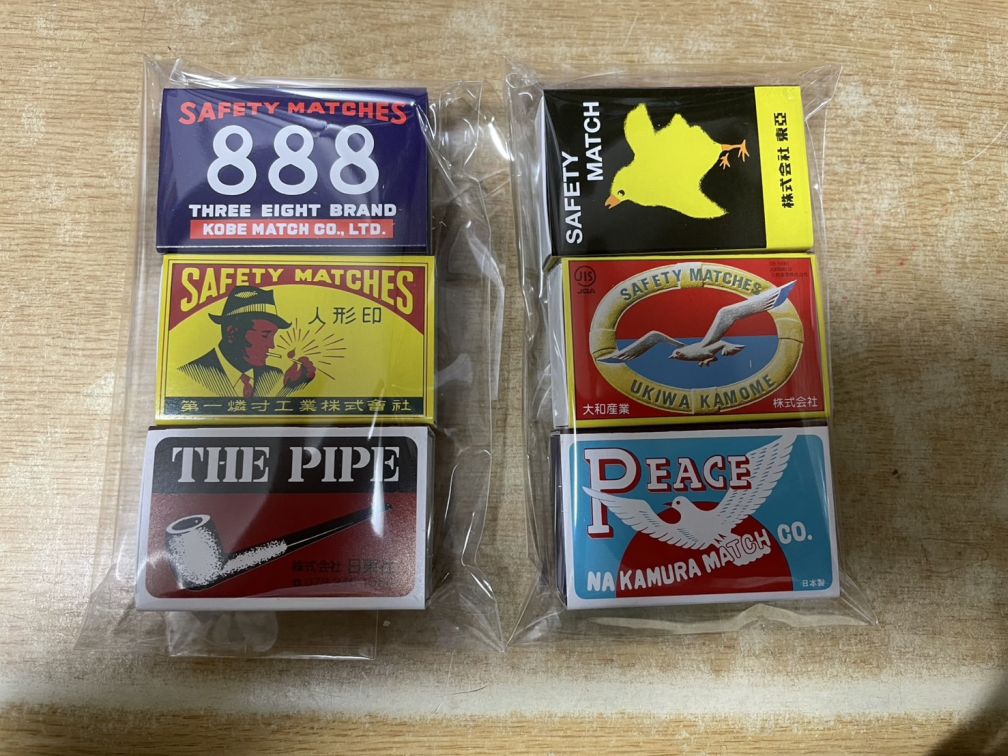 SAFETY MATCHES
888
THREE EIGHT BRAND
KOBE MATCH CO., LTD.
SAFETY MATCHES
人形印
第一燐寸工業株式會社
THE PIPE
株式会社
SAFETY
MATCH
株式会社 東亞
JIS
SAFETY MATCHES
UKIWA KAMOME
大和産業
株式会社
PEACE
NAKAMURA MATCH CO.
日本製